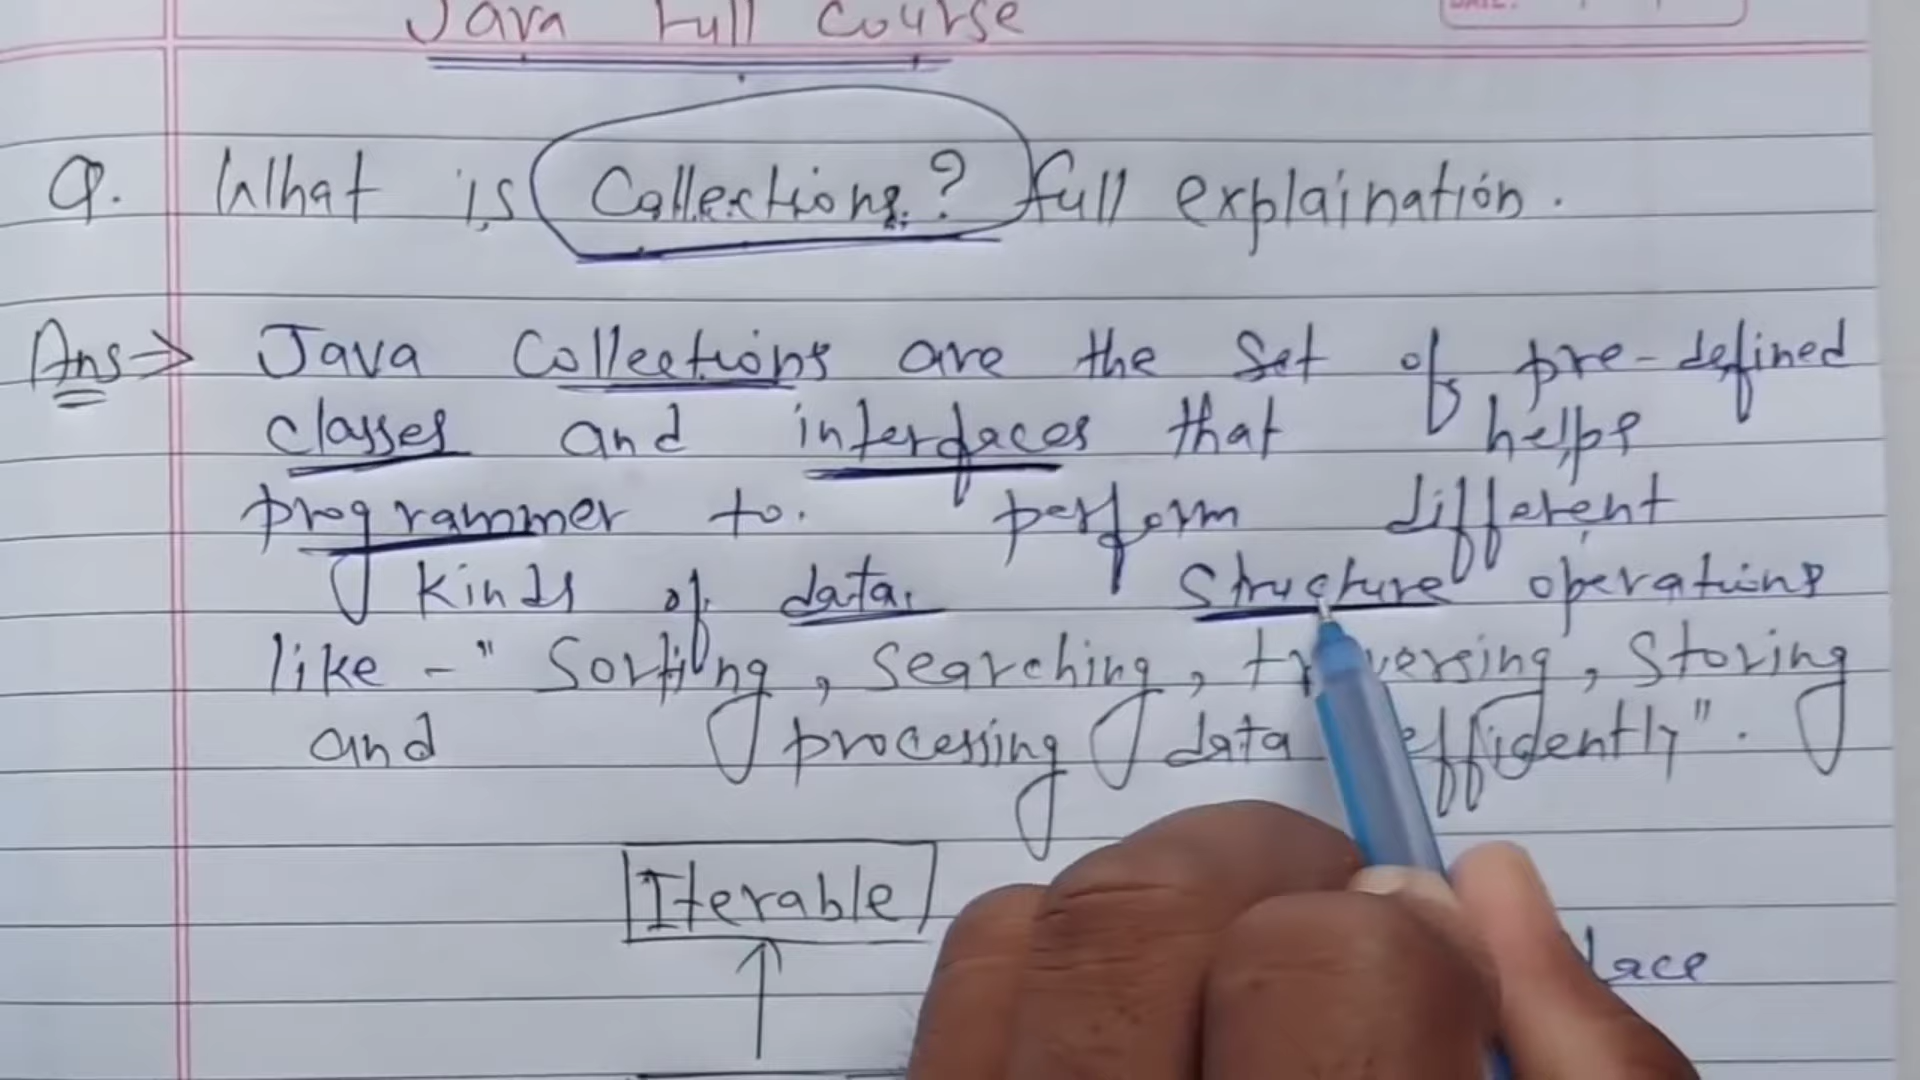 Java Full Course
DATE:
Q. What is Collections? full explaination.
Ans→ Java Collections are the Set of pre-defined
classes and interfaces that helps
programmer to. perform different
kinds of data Structure operations
like - " Sorting, Searching, traversing, Storing
and processing data efficiently".
Iterable